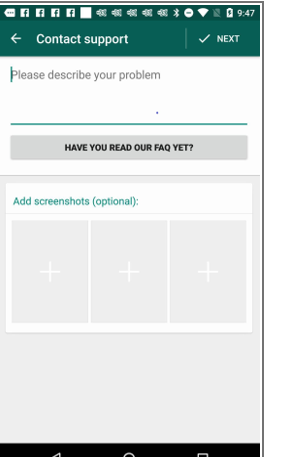 9:47
Contact support
NEXT
Please describe your problem
HAVE YOU READ OUR FAQ YET?
Add screenshots (optional):